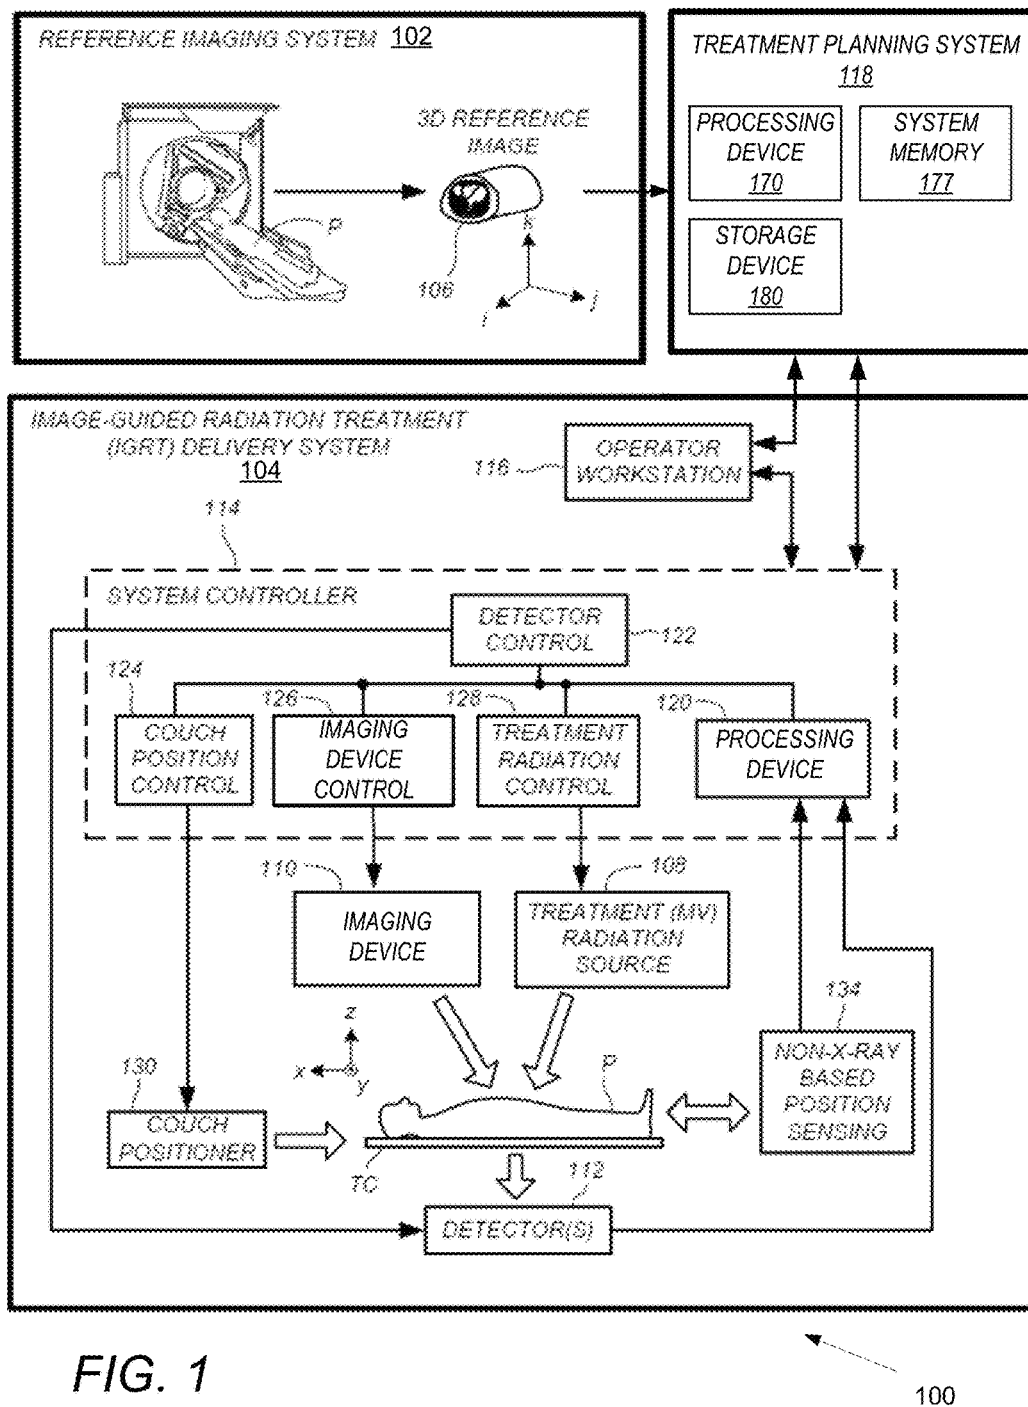 REFERENCE IMAGING SYSTEM 102
3D REFERENCE
IMAGE
P
106
k
i
j
TREATMENT PLANNING SYSTEM
118
PROCESSING
DEVICE
170
SYSTEM
MEMORY
177
STORAGE
DEVICE
180
IMAGE-GUIDED RADIATION TREATMENT
(IGRT) DELIVERY SYSTEM
104
116
OPERATOR
WORKSTATION
114
SYSTEM CONTROLLER
DETECTOR
CONTROL
122
124
COUCH
POSITION
CONTROL
126
IMAGING
DEVICE
CONTROL
128
TREATMENT
RADIATION
CONTROL
120
PROCESSING
DEVICE
110
IMAGING
DEVICE
108
TREATMENT (MV)
RADIATION
SOURCE
134
NON-X-RAY
BASED
POSITION
SENSING
z
x
y
P
130
COUCH
POSITIONER
TC
112
DETECTOR(S)
FIG. 1
100